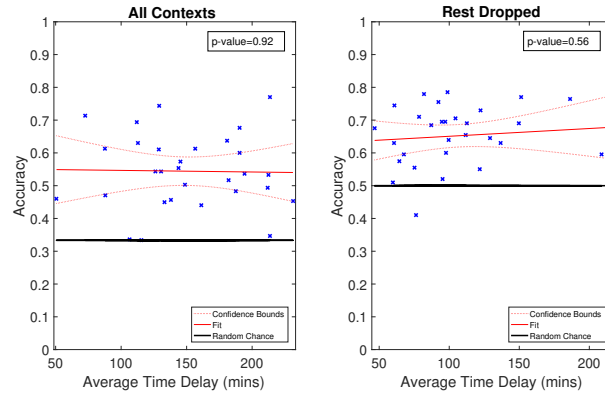 All Contexts
p-value=0.92
1
0.9
0.8
0.7
0.6
0.5
0.4
0.3
0.2
0.1
0
Accuracy
Confidence Bounds
Fit
Random Chance
50 100 150 200
Average Time Delay (mins)
Rest Dropped
p-value=0.56
1
0.9
0.8
0.7
0.6
0.5
0.4
0.3
0.2
0.1
0
Accuracy
Confidence Bounds
Fit
Random Chance
50 100 150 200
Average Time Delay (mins)